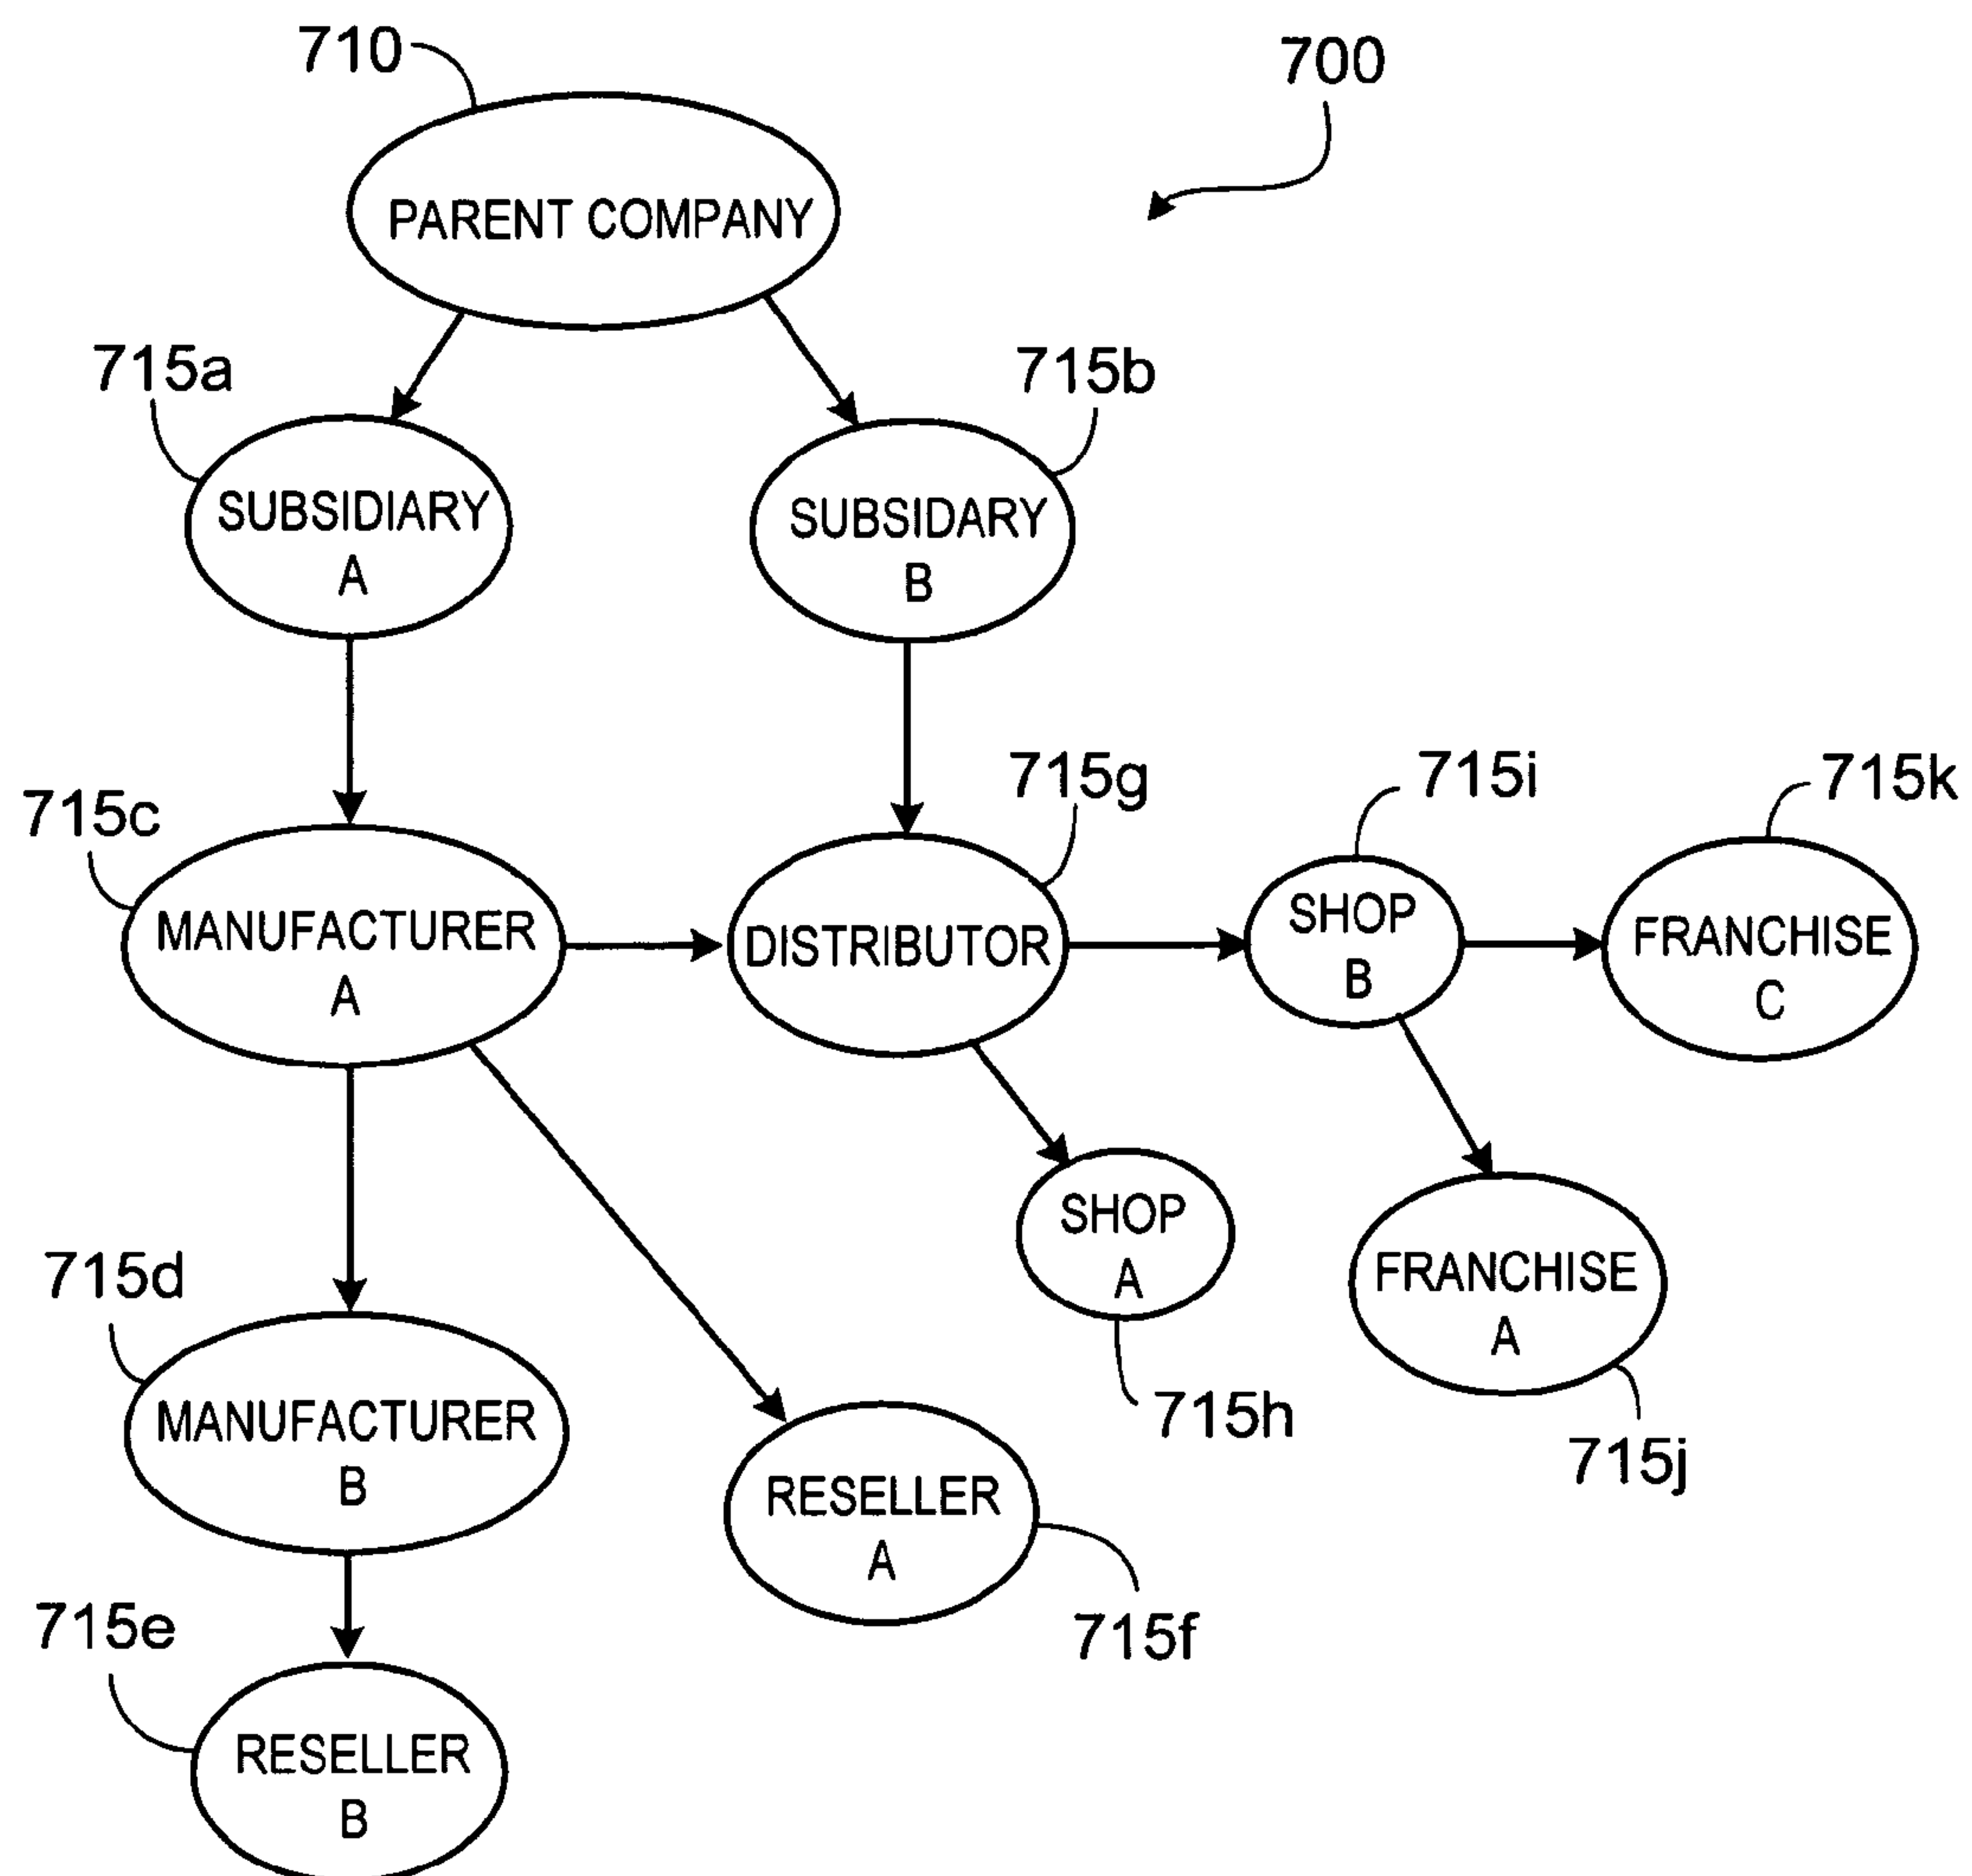 710
700
PARENT COMPANY
715a
715b
SUBSIDIARY
A
SUBSIDARY
B
715c
715g
715i
715k
MANUFACTURER
A
DISTRIBUTOR
SHOP
B
FRANCHISE
C
715d
SHOP
A
715h
FRANCHISE
A
715j
MANUFACTURER
B
RESELLER
A
715f
715e
RESELLER
B